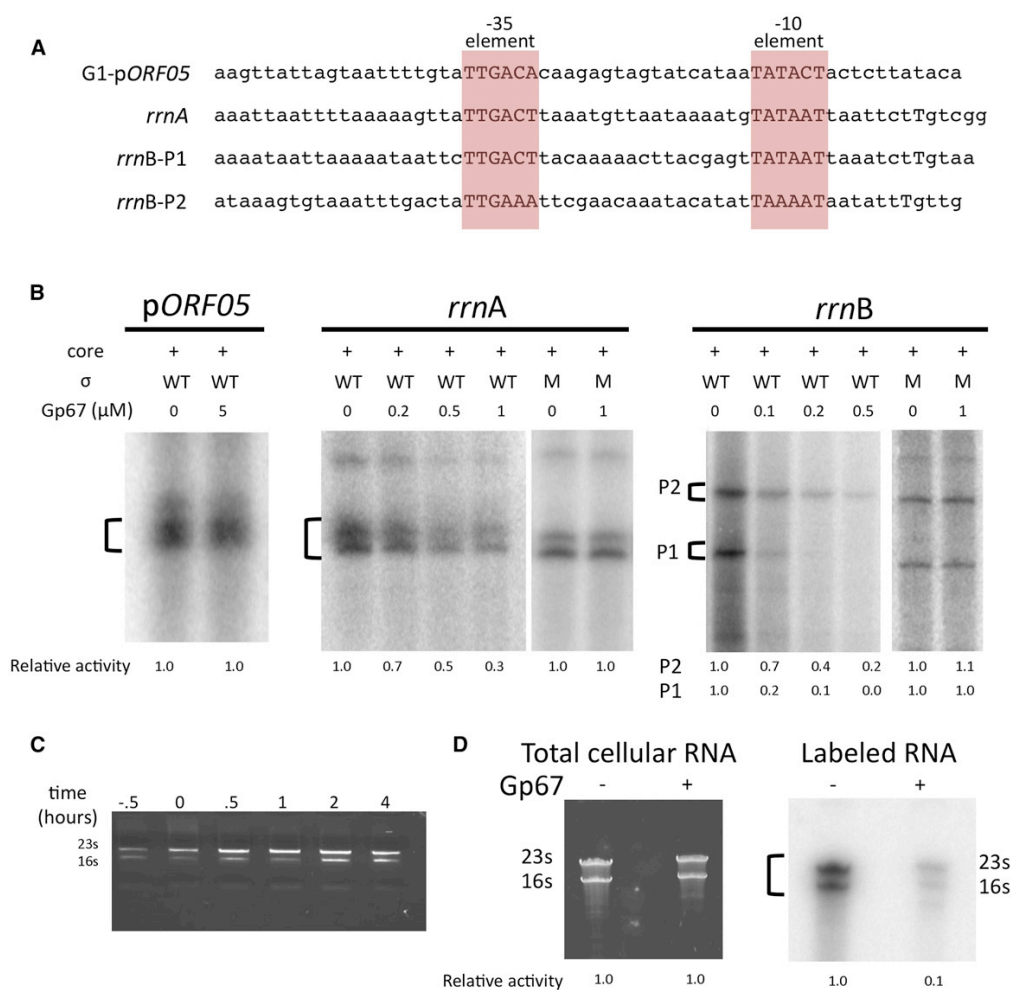 A
-35
element
-10
element
G1-pORF05 aagttattagtaattttgtaTTGACAcaagagtagtatcataaTATACTactcttataca
rrnA aaattaattttaaaaagttaTTGACTtaaatgttaataaaatgTATAATtaattctTgtcgg
rrnB-P1 aaaataattaaaaataattcTTGACTtacaaaaacttacgagtTATAATtaaatctTgtaa
rrnB-P2 ataaagtgtaaatttgactaTTGAAAttcgaacaaatacatatTAAAATaatattTgttg
B
pORF05 rrnA rrnB
core + + + + + + + + + + + + + +
σ WT WT WT WT WT WT M M WT WT WT WT M M
Gp67 (μM) 0 5 0 0.2 0.5 1 0 1 0 0.1 0.2 0.5 0 1
P2
P1
Relative activity 1.0 1.0 1.0 0.7 0.5 0.3 1.0 1.0 P2 1.0 0.7 0.4 0.2 1.0 1.1
P1 1.0 0.2 0.1 0.0 1.0 1.0
C
time
(hours) -.5 0 .5 1 2 4
23s
16s
D
Total cellular RNA Labeled RNA
Gp67 - + - +
23s 23s
16s 16s
Relative activity 1.0 1.0 1.0 0.1